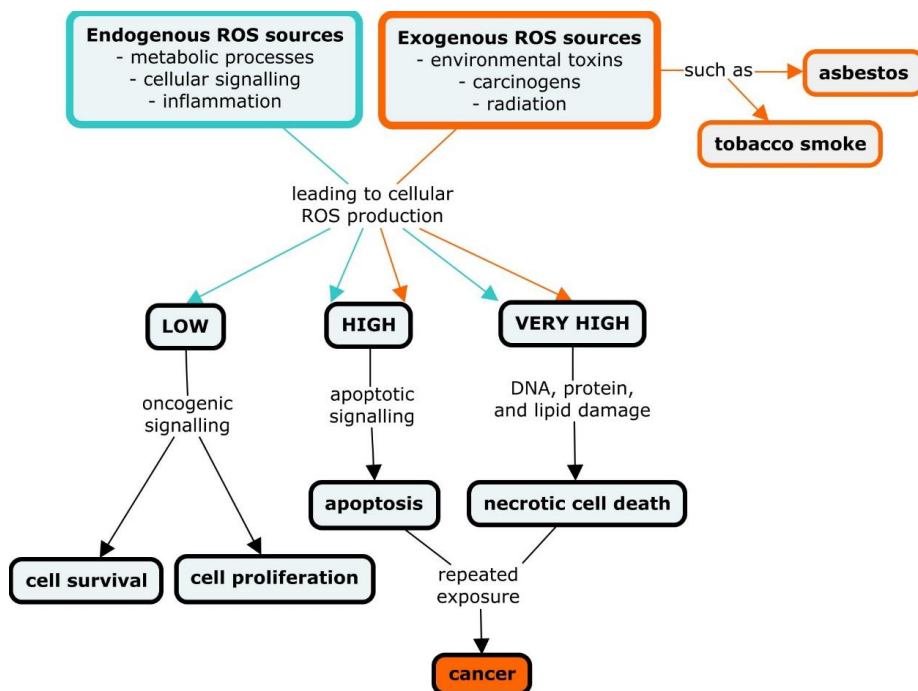 Endogenous ROS sources
- metabolic processes
- cellular signalling
- inflammation
Exogenous ROS sources
- environmental toxins
- carcinogens
- radiation
such as
asbestos
tobacco smoke
leading to cellular
ROS production
LOW
HIGH
VERY HIGH
oncogenic
signalling
apoptotic
signalling
DNA, protein,
and lipid damage
apoptosis
necrotic cell death
cell survival
cell proliferation
repeated
exposure
cancer